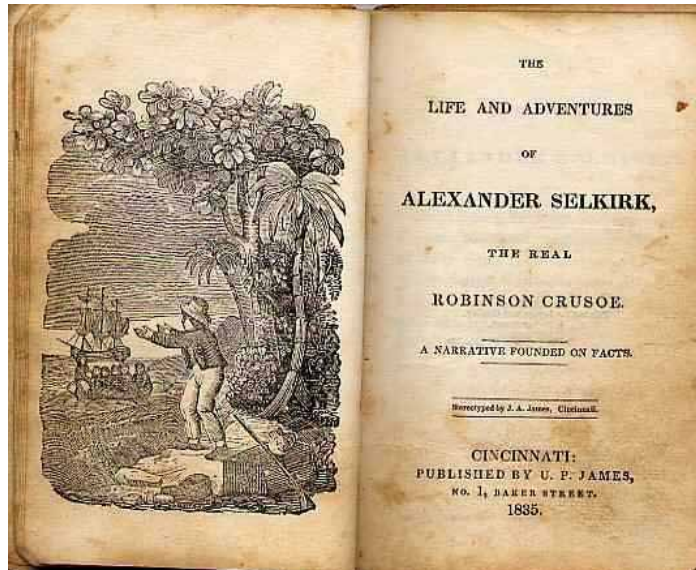 THE
LIFE AND ADVENTURES
OF
ALEXANDER SELKIRK,
THE REAL
ROBINSON CRUSOE.
A NARRATIVE FOUNDED ON FACTS.
Stereotyped by J. A. James, Cincinnati.
CINCINNATI:
PUBLISHED BY U. P. JAMES,
NO. 1, BAKER STREET.
1835.